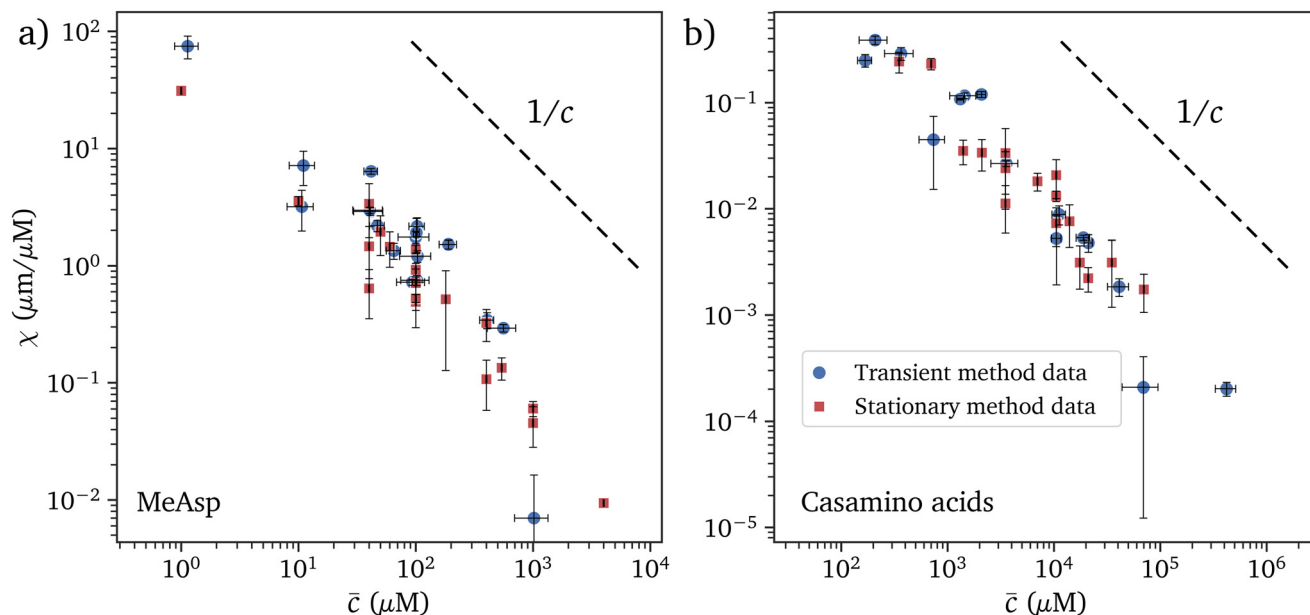 a)
10²
10¹
10⁰
10⁻¹
10⁻²
χ (μm/μM)
1/c
MeAsp
10⁰ 10¹ 10² 10³ 10⁴
c̄ (μM)
b)
10⁻¹
10⁻²
10⁻³
10⁻⁴
10⁻⁵
1/c
Transient method data
Stationary method data
Casamino acids
10² 10³ 10⁴ 10⁵ 10⁶
c̄ (μM)